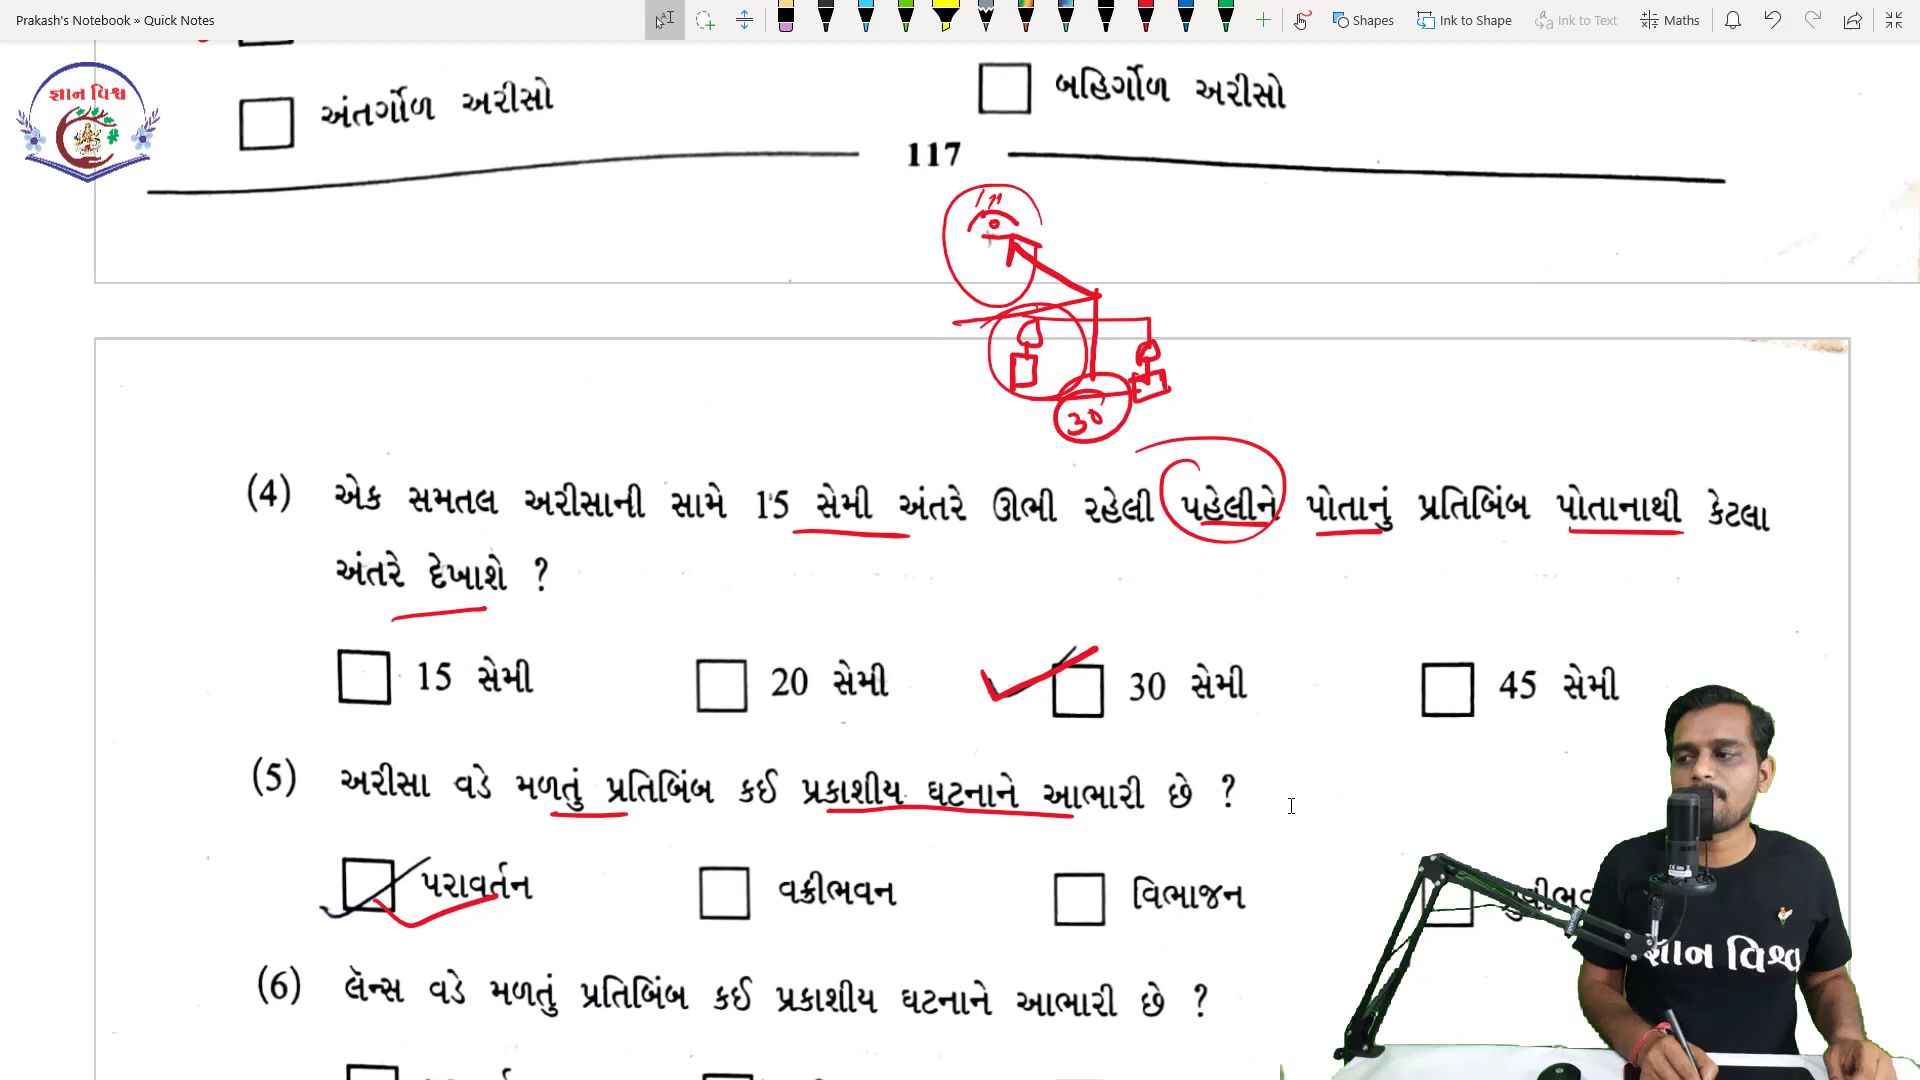 Prakash's Notebook » Quick Notes
Shapes Ink to Shape Ink to Text Maths
જ્ઞાન વિશ્વ
અંતર્ગોળ અરીસો
બહિર્ગોળ અરીસો
117
30
(4) એક સમતલ અરીસાની સામે 15 સેમી અંતરે ઊભી રહેલી પહેલીને પોતાનું પ્રતિબિંબ પોતાનાથી કેટલા
અંતરે દેખાશે ?
15 સેમી 20 સેમી 30 સેમી 45 સેમી
(5) અરીસા વડે મળતું પ્રતિબિંબ કઈ પ્રકાશીય ઘટનાને આભારી છે ?
પરાવર્તન વક્રીભવન વિભાજન
જ્ઞાન વિશ્વ
(6) લૅન્સ વડે મળતું પ્રતિબિંબ કઈ પ્રકાશીય ઘટનાને આભારી છે ?